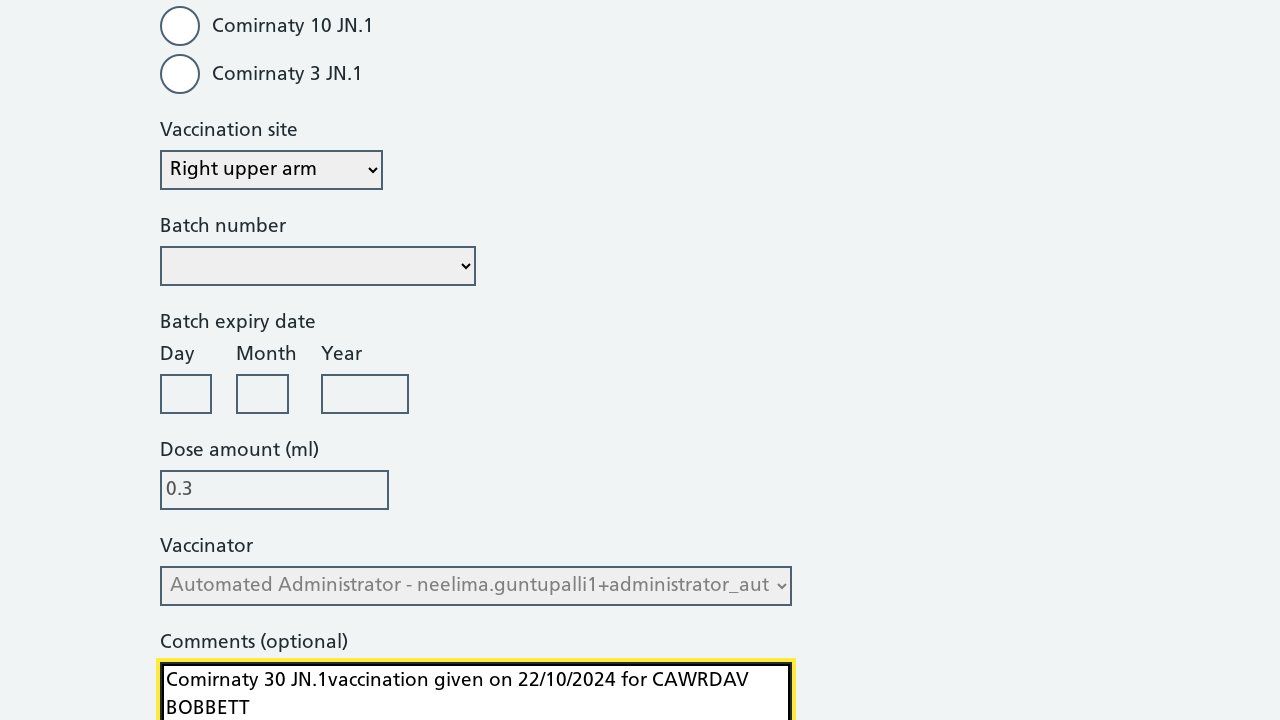 Comirnaty 10 JN.1
Comirnaty 3 JN.1
Vaccination site
Right upper arm
Batch number
Batch expiry date
Day Month Year
Dose amount (ml)
0.3
Vaccinator
Automated Administrator - neelima.guntupalli1+administrator_aut
Comments (optional)
Comirnaty 30 JN.1vaccination given on 22/10/2024 for CAWRDAV
BOBBETT